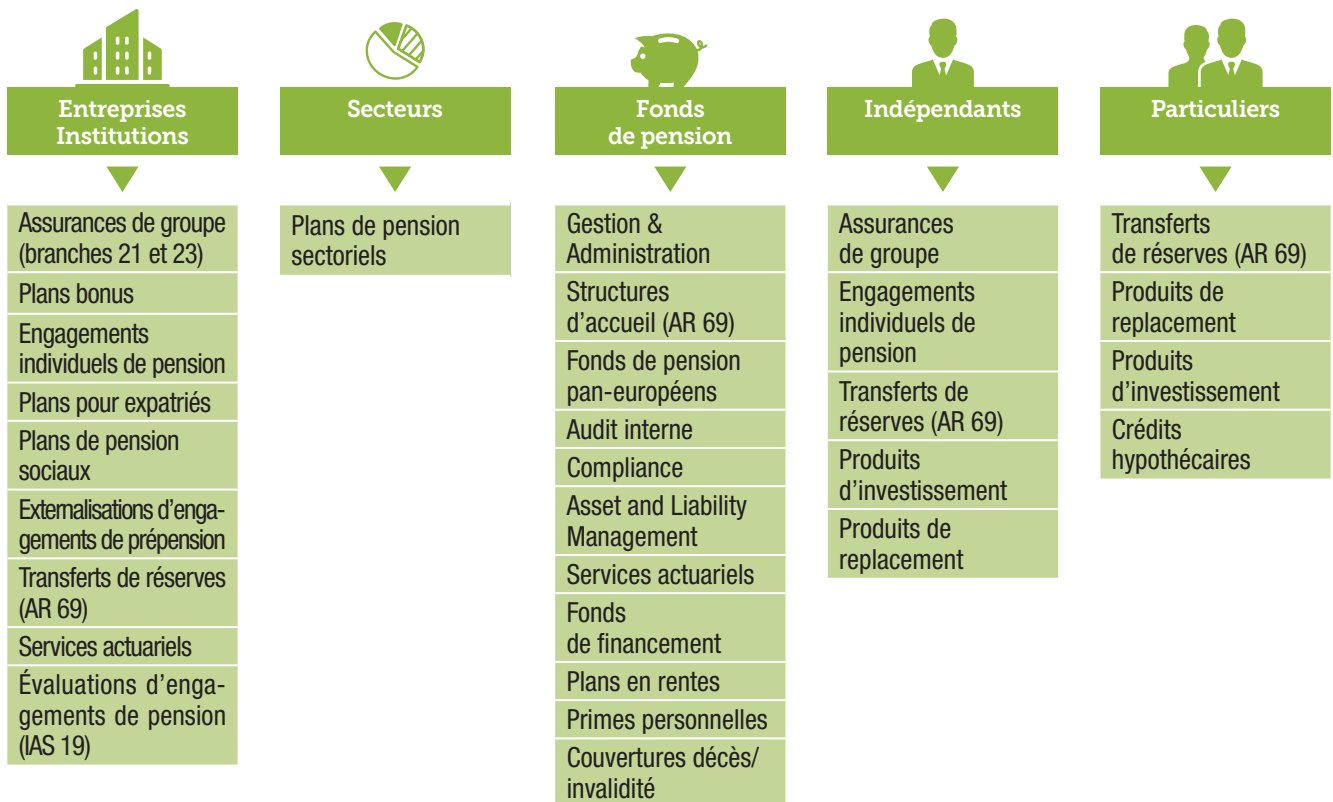 Entreprises
Institutions
Assurances de groupe
(branches 21 et 23)
Plans bonus
Engagements
individuels de pension
Plans pour expatriés
Plans de pension
sociaux
Externalisations d’enga-
gements de prépension
Transferts de réserves
(AR 69)
Services actuariels
Évaluations d’enga-
gements de pension
(IAS 19)
Secteurs
Plans de pension
sectoriels
Fonds
de pension
Gestion &
Administration
Structures
d’accueil (AR 69)
Fonds de pension
pan-européens
Audit interne
Compliance
Asset and Liability
Management
Services actuariels
Fonds
de financement
Plans en rentes
Primes personnelles
Couvertures décès/
invalidité
Indépendants
Assurances
de groupe
Engagements
individuels de
pension
Transferts de
réserves (AR 69)
Produits
d’investissement
Produits de
replacement
Particuliers
Transferts
de réserves (AR 69)
Produits de
replacement
Produits
d’investissement
Crédits
hypothécaires